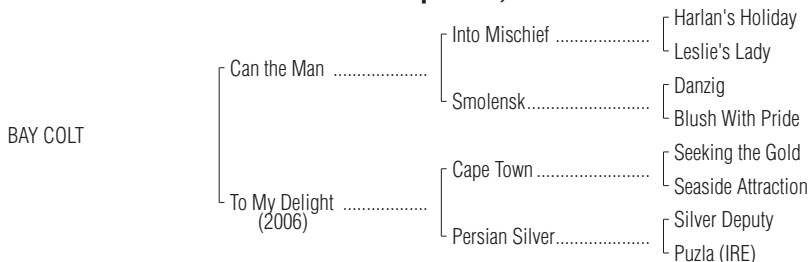 Harlan's Holiday
Into Mischief ....................
Leslie's Lady
Can the Man ....................
Danzig
Smolensk..........................
Blush With Pride
BAY COLT
Seeking the Gold
Cape Town ........................
Seaside Attraction
To My Delight ..................
(2006)
Silver Deputy
Persian Silver....................
Puzla (IRE)